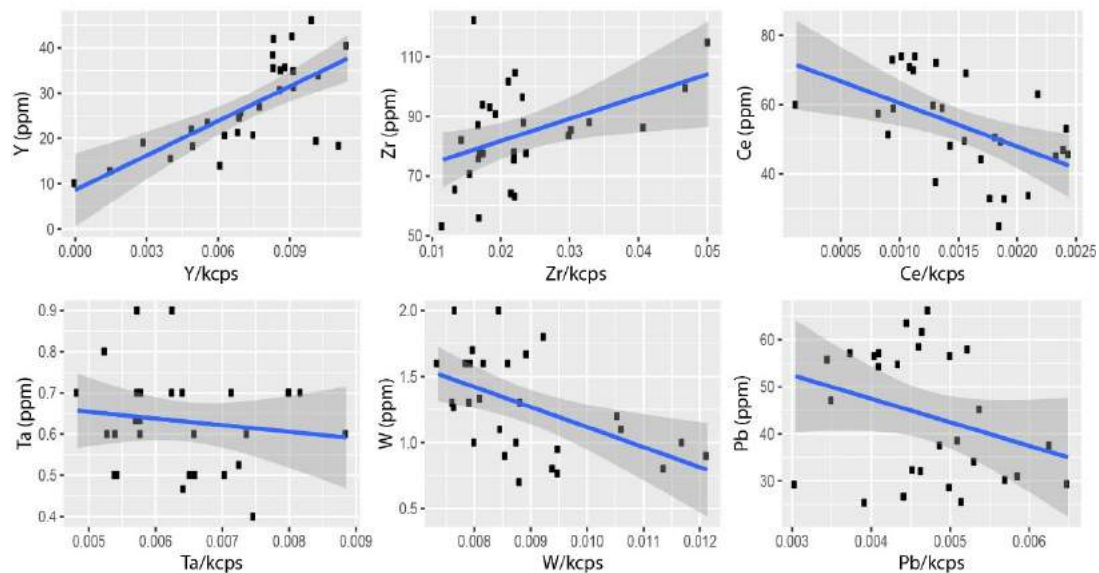 Y (ppm)
40
30
20
10
0
0.000 0.003 0.006 0.009
Y/kcps
Zr (ppm)
110
90
70
50
0.01 0.02 0.03 0.04 0.05
Zr/kcps
Ce (ppm)
80
60
40
0.0005 0.0010 0.0015 0.0020 0.0025
Ce/kcps
Ta (ppm)
0.9
0.8
0.7
0.6
0.5
0.4
0.005 0.006 0.007 0.008 0.009
Ta/kcps
W (ppm)
2.0
1.5
1.0
0.5
0.008 0.009 0.010 0.011 0.012
W/kcps
Pb (ppm)
60
50
40
30
0.003 0.004 0.005 0.006
Pb/kcps